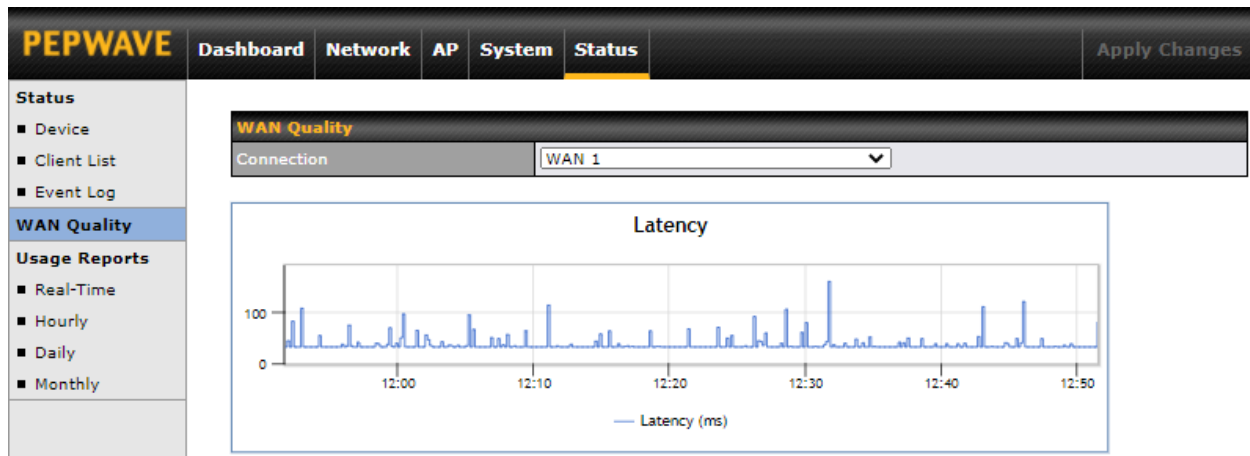 PEPWAVE
Dashboard Network AP System Status Apply Changes
Status
Device
Client List
Event Log
WAN Quality
Usage Reports
Real-Time
Hourly
Daily
Monthly
WAN Quality
Connection WAN 1
Latency
100
0
12:00 12:10 12:20 12:30 12:40 12:50
Latency (ms)